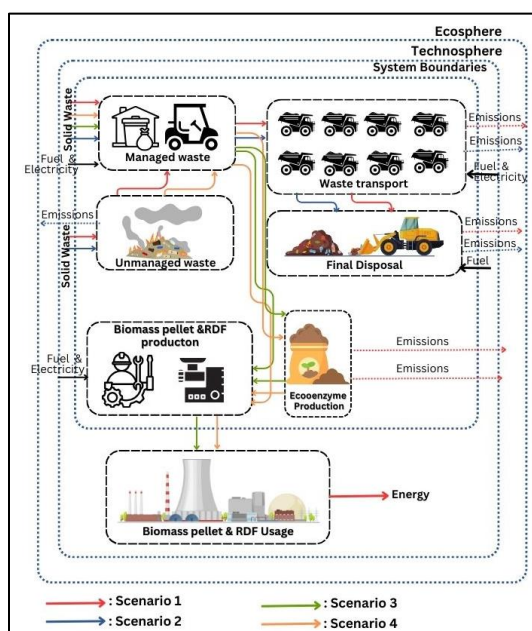 Ecosphere
Technosphere
System Boundaries
Solid Waste
Managed waste
Fuel &
Electricity
Waste transport
Emissions
Emissions
Fuel &
Electricity
Emissions
Solid Waste
Unmanaged waste
Final Disposal
Emissions
Emissions
Fuel
Biomass pellet &RDF
producton
Fuel &
Electricity
Ecooenzyme
Production
Emissions
Emissions
Biomass pellet & RDF Usage
Energy
: Scenario 1
: Scenario 3
: Scenario 2
: Scenario 4